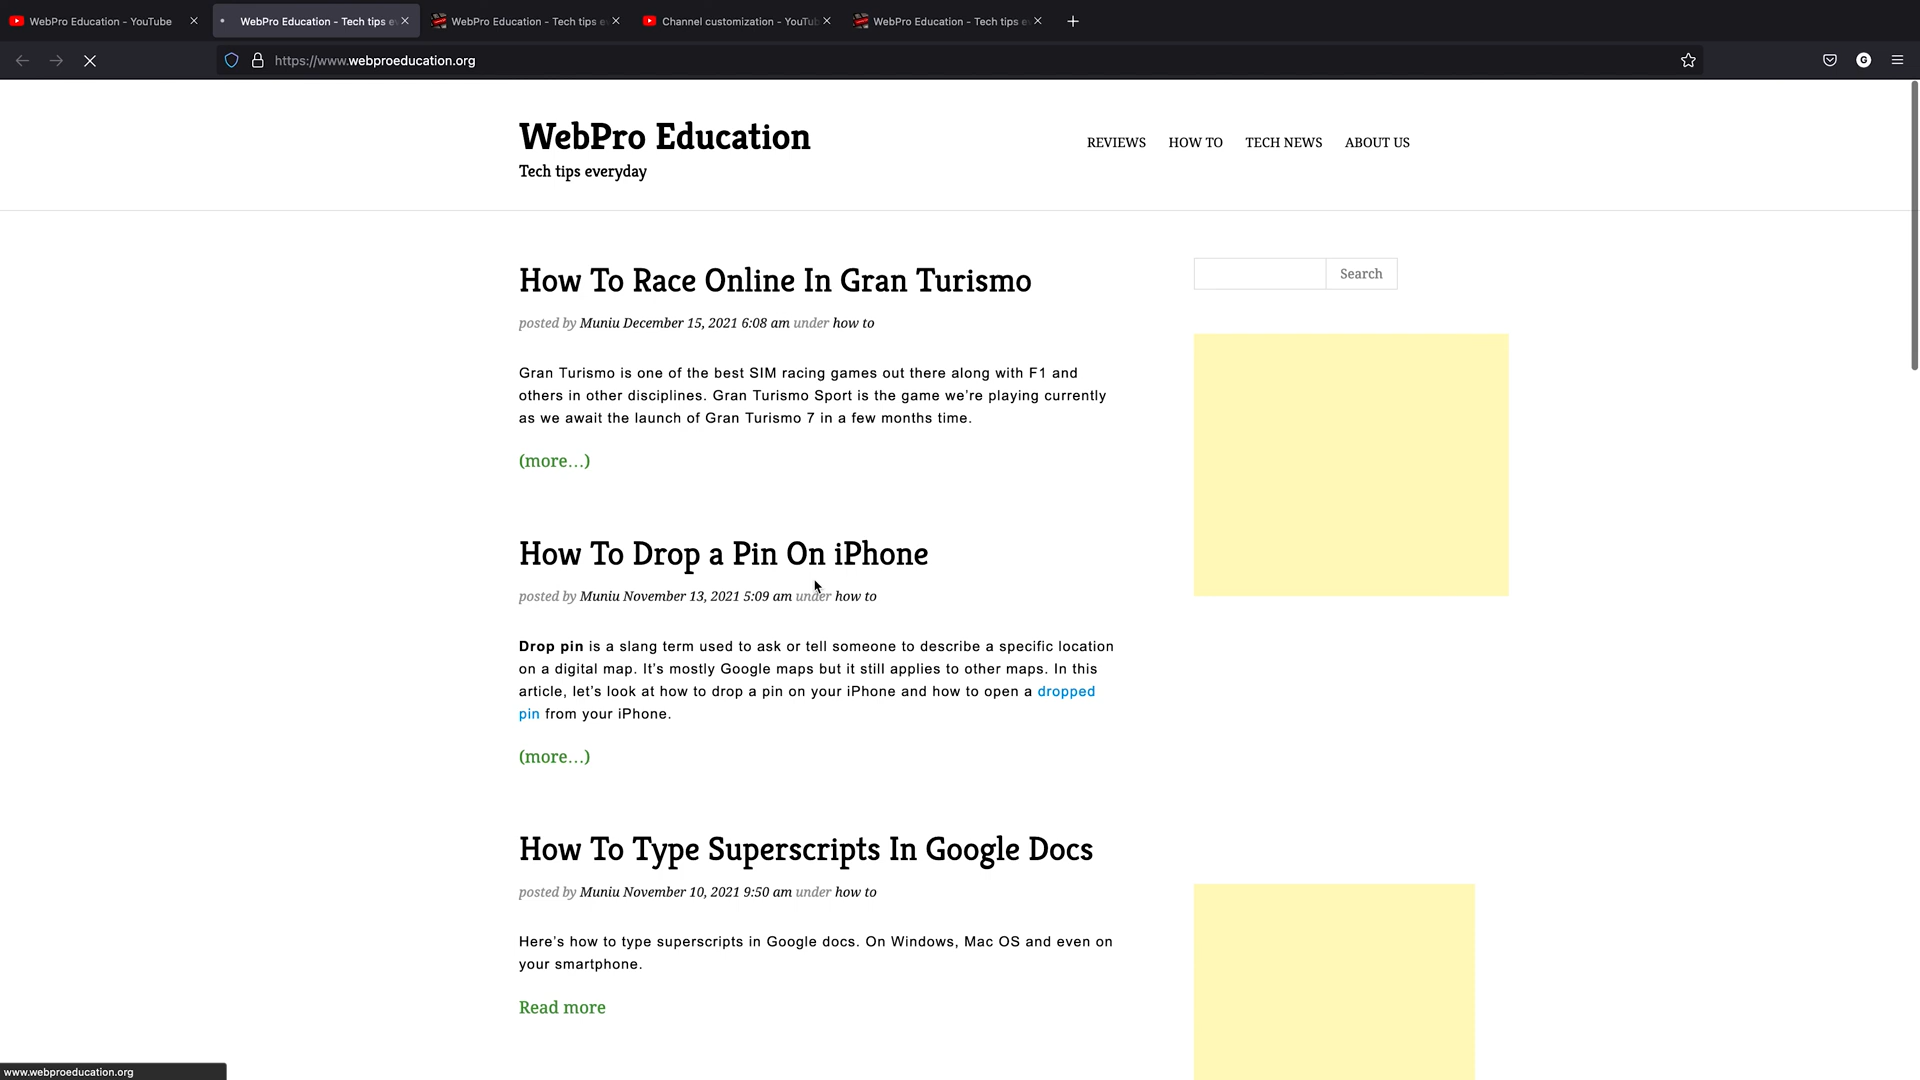 WebPro Education - YouTube
WebPro Education - Tech tips e
WebPro Education - Tech tips e
Channel customization - YouTub
WebPro Education - Tech tips e
https://www.webproeducation.org
G
WebPro Education
Tech tips everyday
REVIEWS HOW TO TECH NEWS ABOUT US
How To Race Online In Gran Turismo
posted by Muniu December 15, 2021 6:08 am under how to
Gran Turismo is one of the best SIM racing games out there along with F1 and
others in other disciplines. Gran Turismo Sport is the game we're playing currently
as we await the launch of Gran Turismo 7 in a few months time.
(more…)
Search
How To Drop a Pin On iPhone
posted by Muniu November 13, 2021 5:09 am under how to
Drop pin is a slang term used to ask or tell someone to describe a specific location
on a digital map. It's mostly Google maps but it still applies to other maps. In this
article, let's look at how to drop a pin on your iPhone and how to open a dropped
pin from your iPhone.
(more…)
How To Type Superscripts In Google Docs
posted by Muniu November 10, 2021 9:50 am under how to
Here's how to type superscripts in Google docs. On Windows, Mac OS and even on
your smartphone.
Read more
www.webproeducation.org